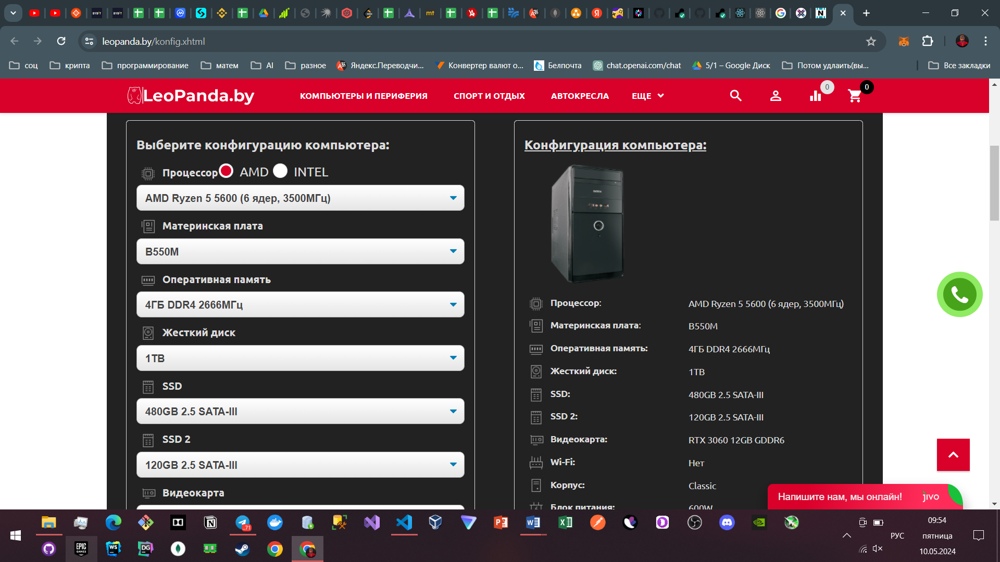 leopanda.by/konfig.xhtml
соц
крипта
программирование
матем
AI
разное
Яндекс.Переводчи...
Конвертер валют о...
Белпочта
chat.openai.com/chat
5/1 – Google Диск
Потом удлаить(вы...
Все закладки
LeoPanda.by
КОМПЬЮТЕРЫ И ПЕРИФЕРИЯ
СПОРТ И ОТДЫХ
АВТОКРЕСЛА
ЕЩЕ
0
0
Выберите конфигурацию компьютера:
Процессор AMD INTEL
AMD Ryzen 5 5600 (6 ядер, 3500МГц)
Материнская плата
B550M
Оперативная память
4ГБ DDR4 2666МГц
Жесткий диск
1TB
SSD
480GB 2.5 SATA-III
SSD 2
120GB 2.5 SATA-III
Видеокарта
Конфигурация компьютера:
Процессор: AMD Ryzen 5 5600 (6 ядер, 3500МГц)
Материнская плата: B550M
Оперативная память: 4ГБ DDR4 2666МГц
Жесткий диск: 1TB
SSD: 480GB 2.5 SATA-III
SSD 2: 120GB 2.5 SATA-III
Видеокарта: RTX 3060 12GB GDDR6
Wi-Fi: Нет
Корпус: Classic
Блок питания: 600W
Напишите нам, мы онлайн! jivo
РУС
09:54
пятница
10.05.2024